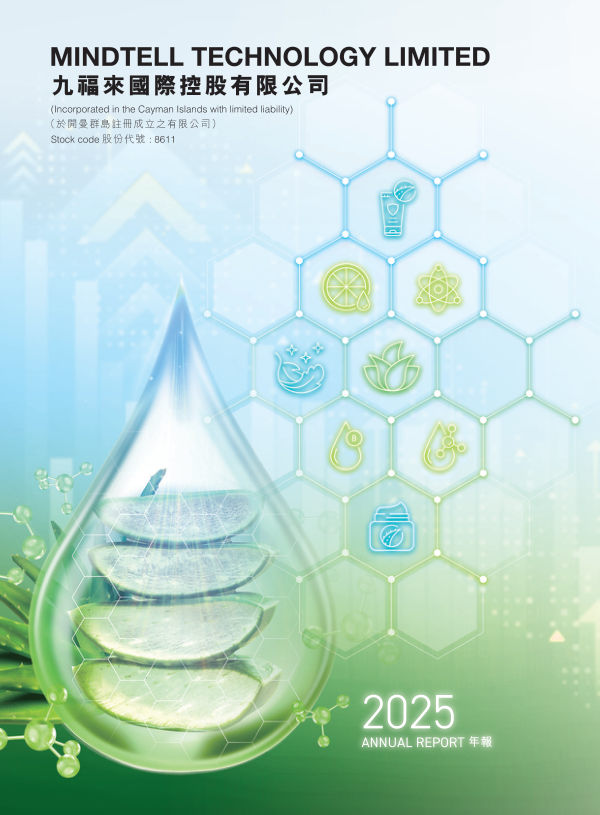 MINDTELL TECHNOLOGY LIMITED
九福來國際控股有限公司
(Incorporated in the Cayman Islands with limited liability)
(於開曼群島註冊成立之有限公司)
Stock code 股份代號 : 8611
B
2025
ANNUAL REPORT 年報